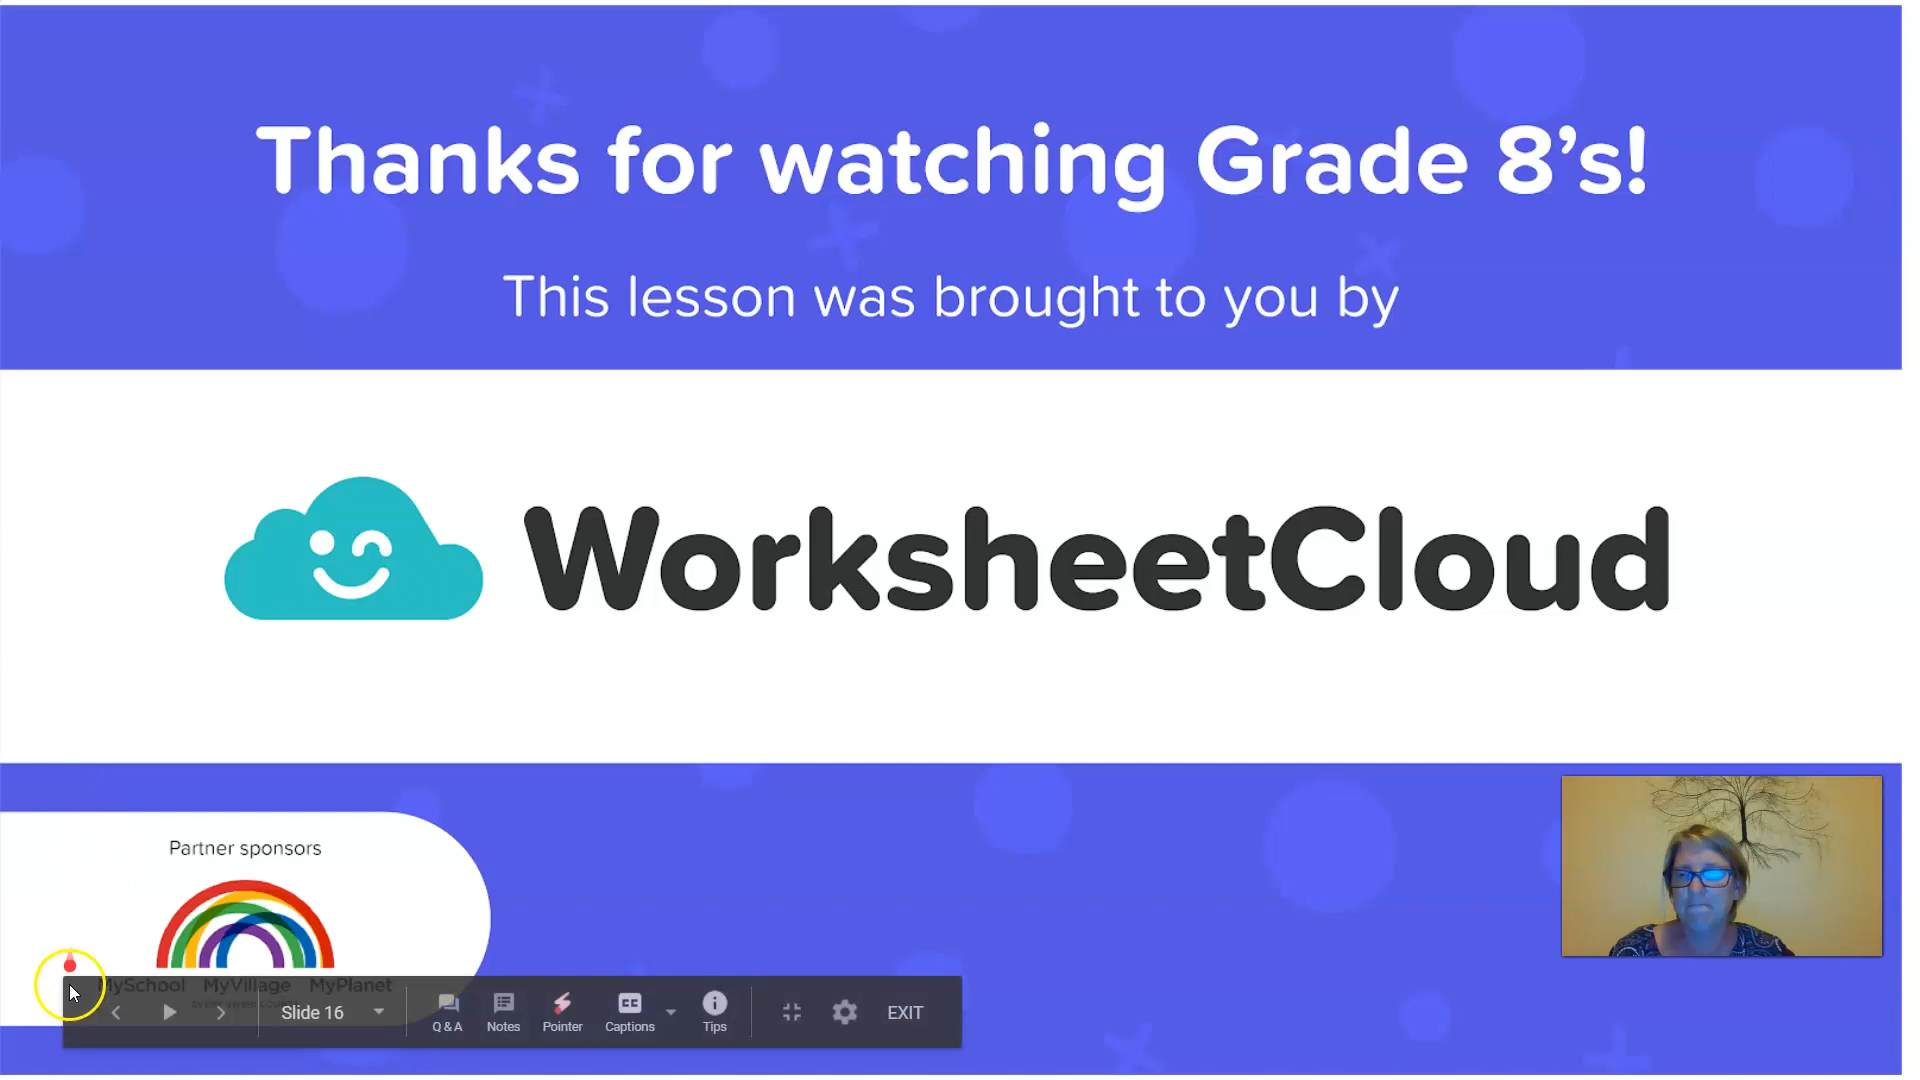 Thanks for watching Grade 8’s!
This lesson was brought to you by
WorksheetCloud
Partner sponsors
MySchool MyVillage MyPlanet
Slide 16
Q & A
Notes
Pointer
Captions
Tips
EXIT